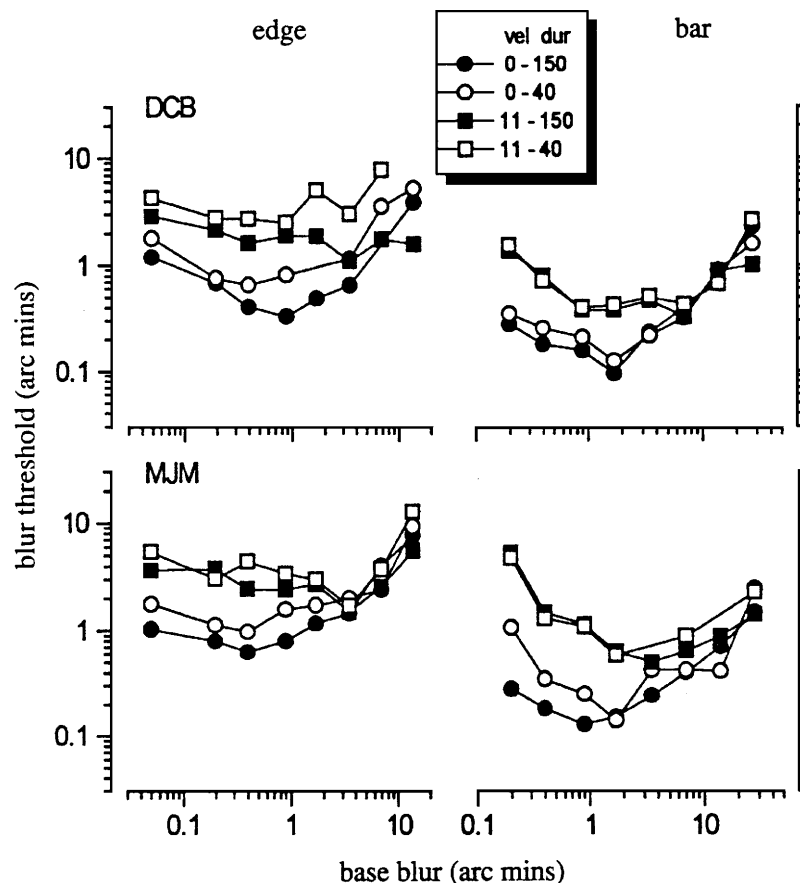 edge
bar
vel dur
0 - 150
0 - 40
11 - 150
11 - 40
DCB
10
1
0.1
MJM
10
1
0.1
blur threshold (arc mins)
0.1 1 10
0.1 1 10
base blur (arc mins)